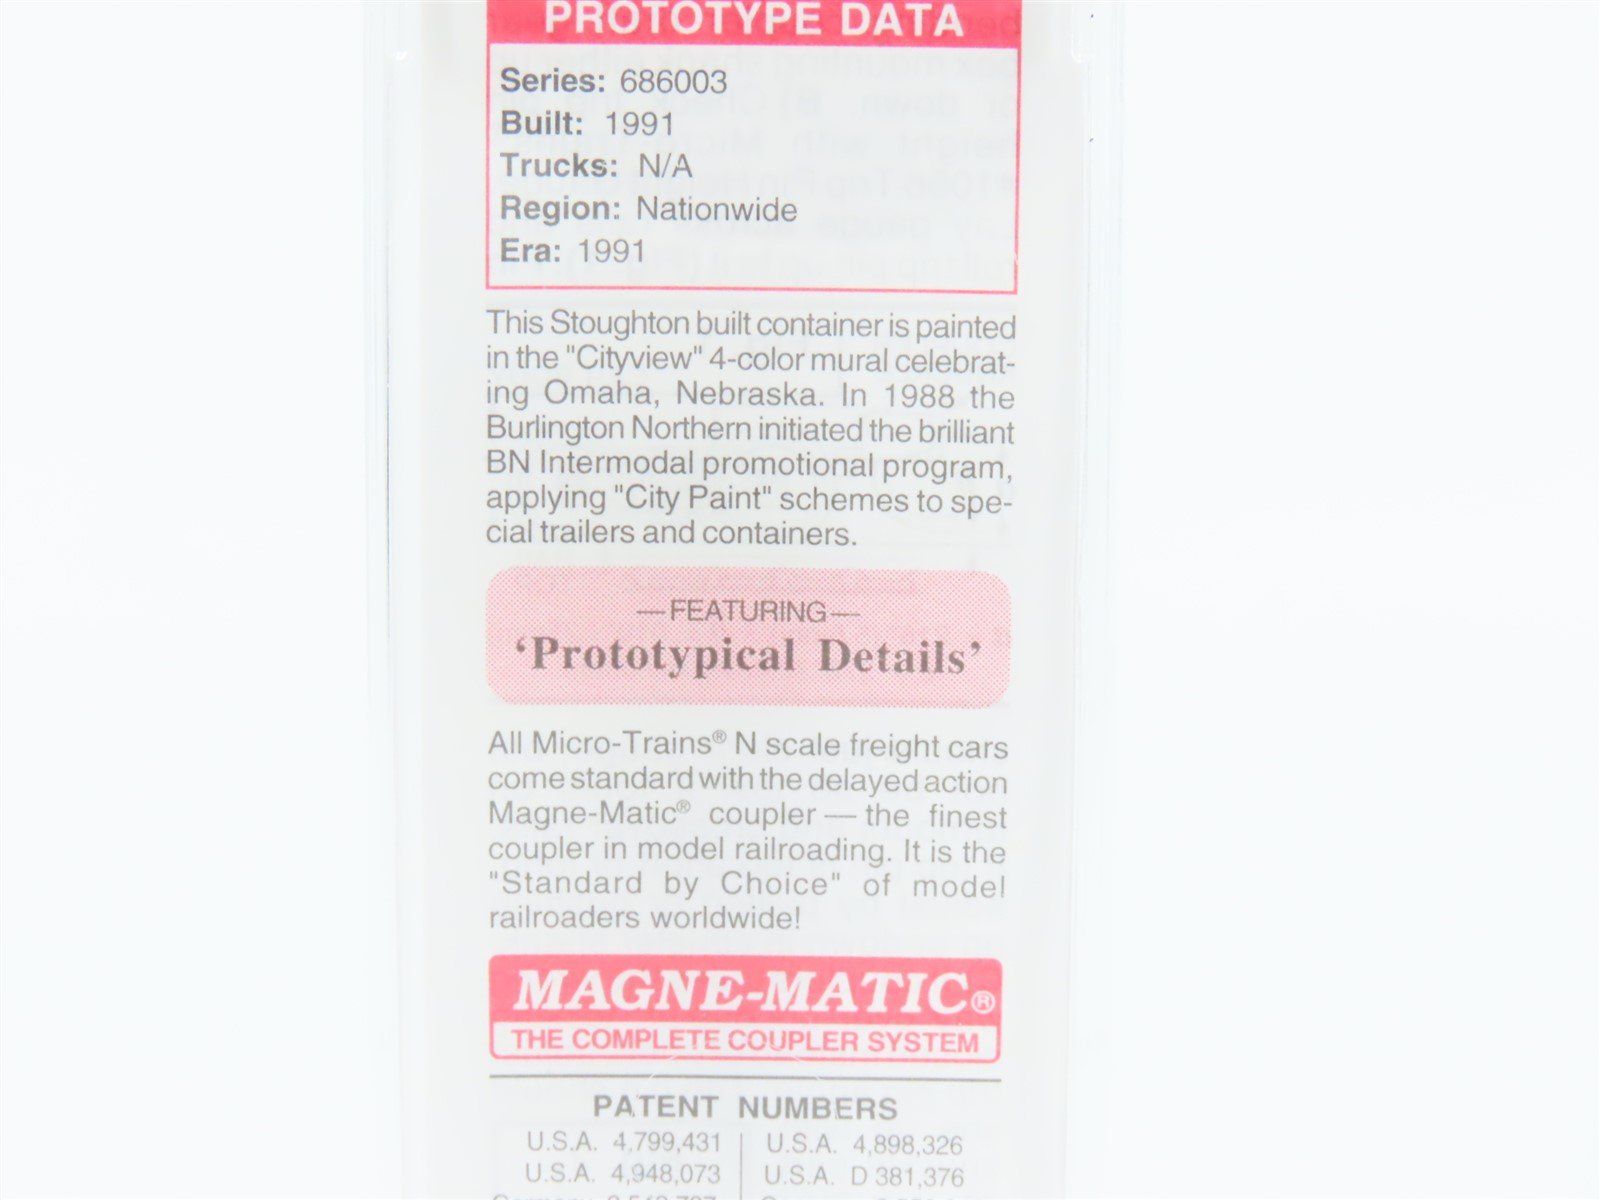 PROTOTYPE DATA
Series: 686003
Built: 1991
Trucks: N/A
Region: Nationwide
Era: 1991
This Stoughton built container is painted
in the "Cityview" 4-color mural celebrat-
ing Omaha, Nebraska. In 1988 the
Burlington Northern initiated the brilliant
BN Intermodal promotional program,
applying "City Paint" schemes to spe-
cial trailers and containers.
—FEATURING—
'Prototypical Details'
All Micro-Trains® N scale freight cars
come standard with the delayed action
Magne-Matic® coupler — the finest
coupler in model railroading. It is the
"Standard by Choice" of model
railroaders worldwide!
MAGNE-MATIC®
THE COMPLETE COUPLER SYSTEM
PATENT NUMBERS
U.S.A. 4,799,431 | U.S.A. 4,898,326
U.S.A. 4,948,073 | U.S.A. D 381,376